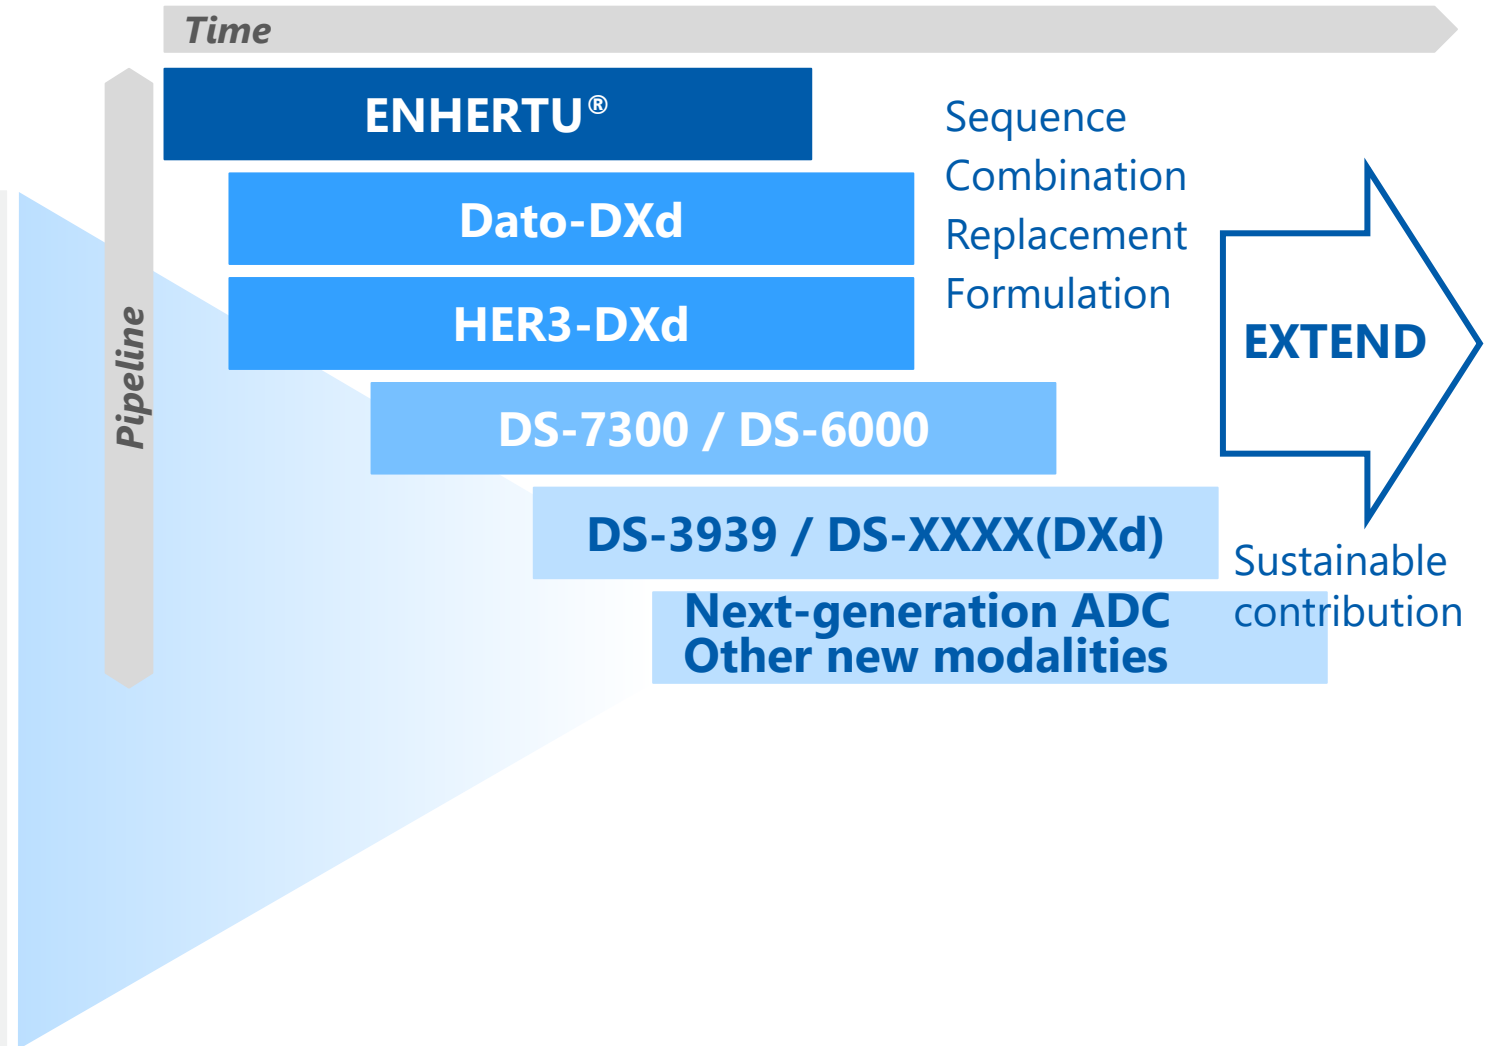 Time
Pipeline
ENHERTU®
Dato-DXd
HER3-DXd
DS-7300 / DS-6000
DS-3939 / DS-XXXX(DXd)
Next-generation ADC
Other new modalities
Sequence
Combination
Replacement
Formulation
EXTEND
Sustainable
contribution